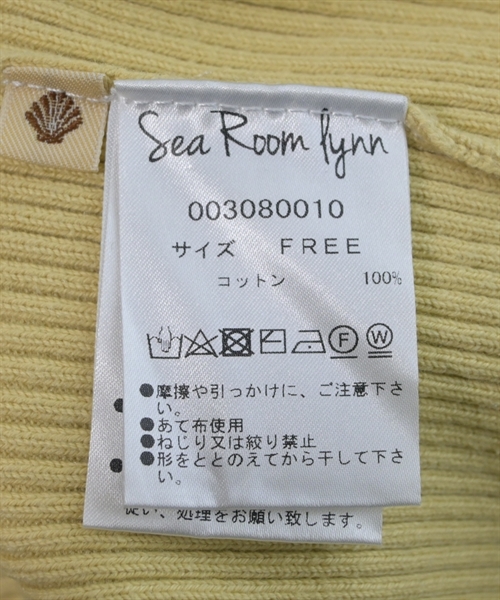 Sea Room lynn
003080010
サイズ FREE
コットン 100%
F W
●摩擦や引っかけに、ご注意下さ
い。
●あて布使用
●ねじり又は絞り禁止
●形をととのえてから干して下さ
い。
処理をお願い致します。